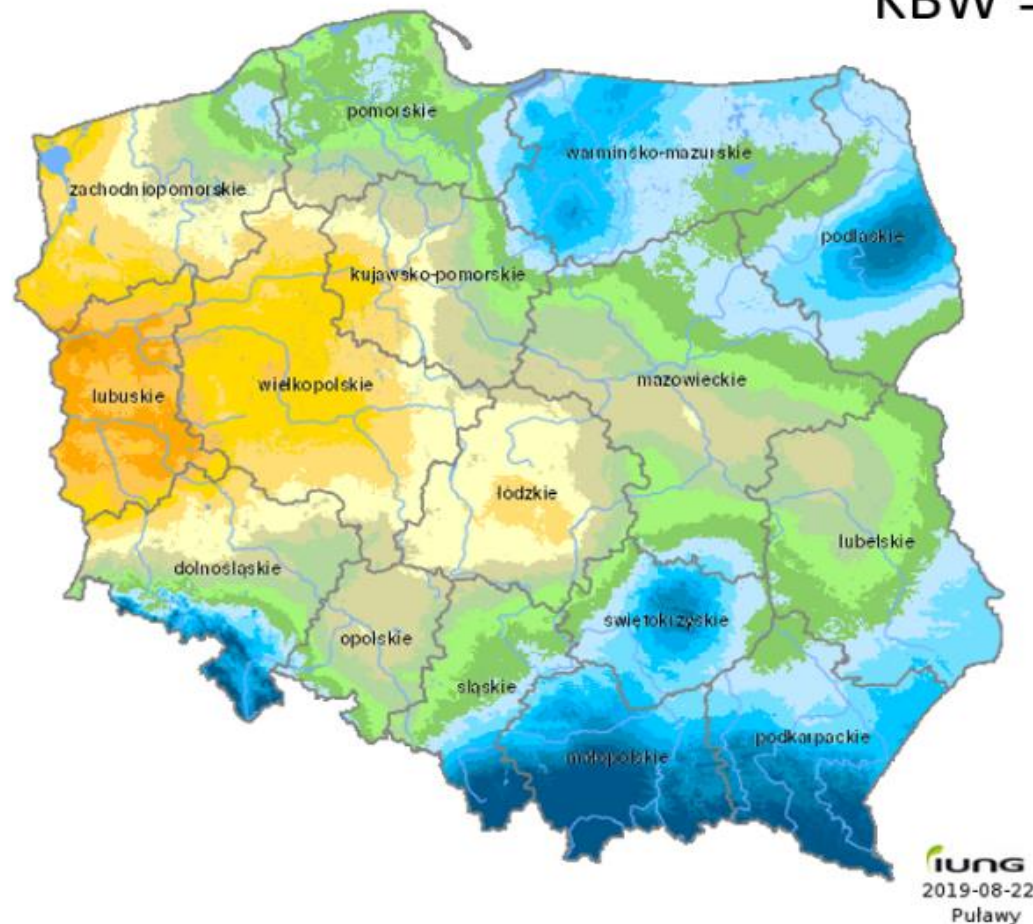 KBW -
pomorskie
warminsko-mazurskie
zachodniopomorskie
podlaskie
kujawsko-pomorskie
mazowieckie
wielkopolskie
lubuskie
łódzkie
lubelskie
dolnośląskie
świętokrzyskie
opolskie
śląskie
podkarpackie
małopolskie
IUNG
2019-08-22
Puławy